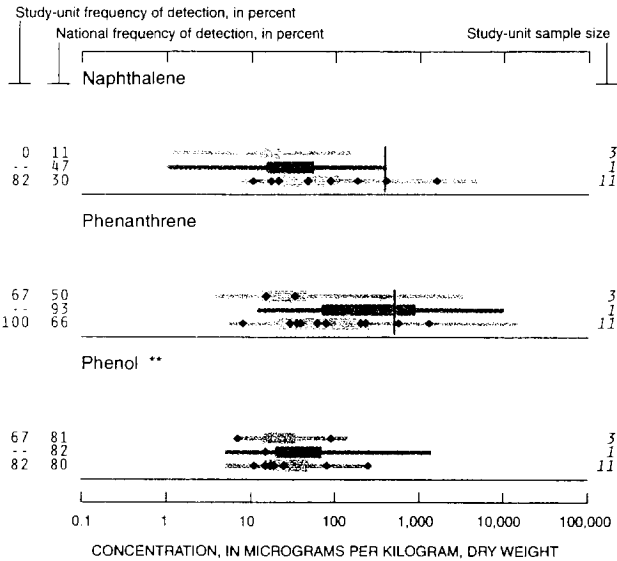 Study-unit frequency of detection, in percent
National frequency of detection, in percent
Study-unit sample size
Naphthalene
0 11 3
-- 47 1
82 30 11
Phenanthrene
67 50 3
-- 93 1
100 66 11
Phenol **
67 81 3
-- 82 1
82 80 11
0.1 1 10 100 1,000 10,000 100,000
CONCENTRATION, IN MICROGRAMS PER KILOGRAM, DRY WEIGHT